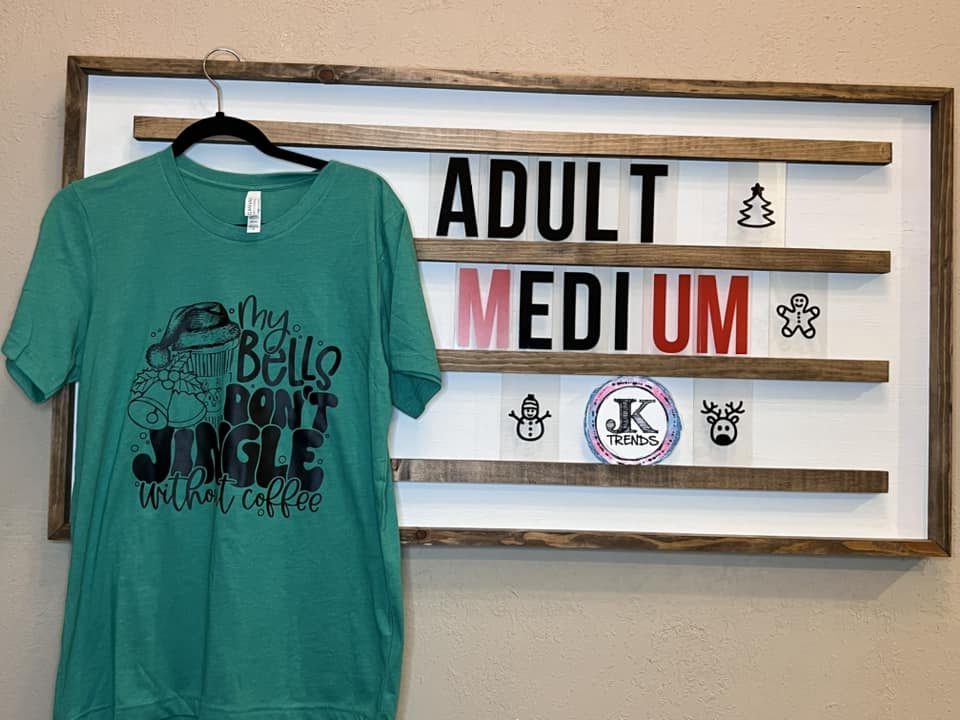 My
Bells
DON'T
JINGLE
without coffee
ADULT
MEDIUM
JK
TRENDS